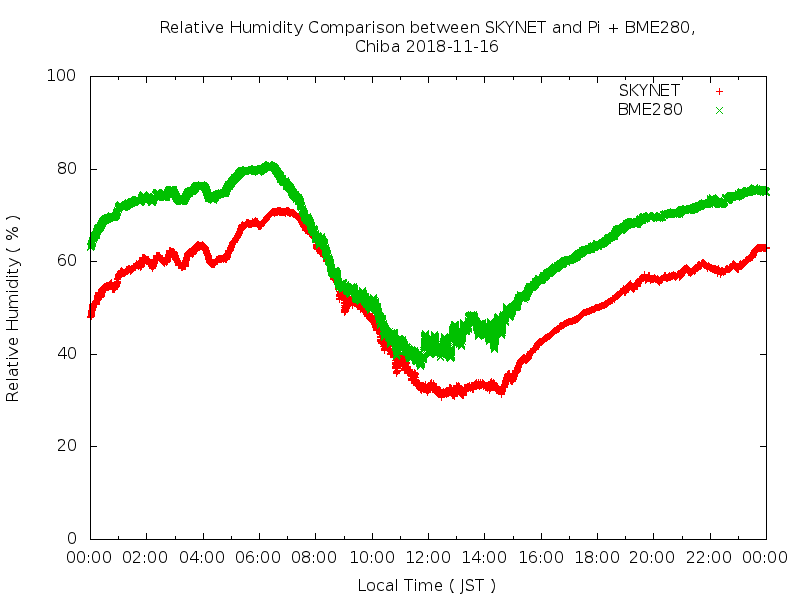 Relative Humidity Comparison between SKYNET and Pi + BME280,
Chiba 2018-11-16
100
SKYNET
BME280
80
60
40
20
0
Relative Humidity ( % )
00:00 02:00 04:00 06:00 08:00 10:00 12:00 14:00 16:00 18:00 20:00 22:00 00:00
Local Time ( JST )